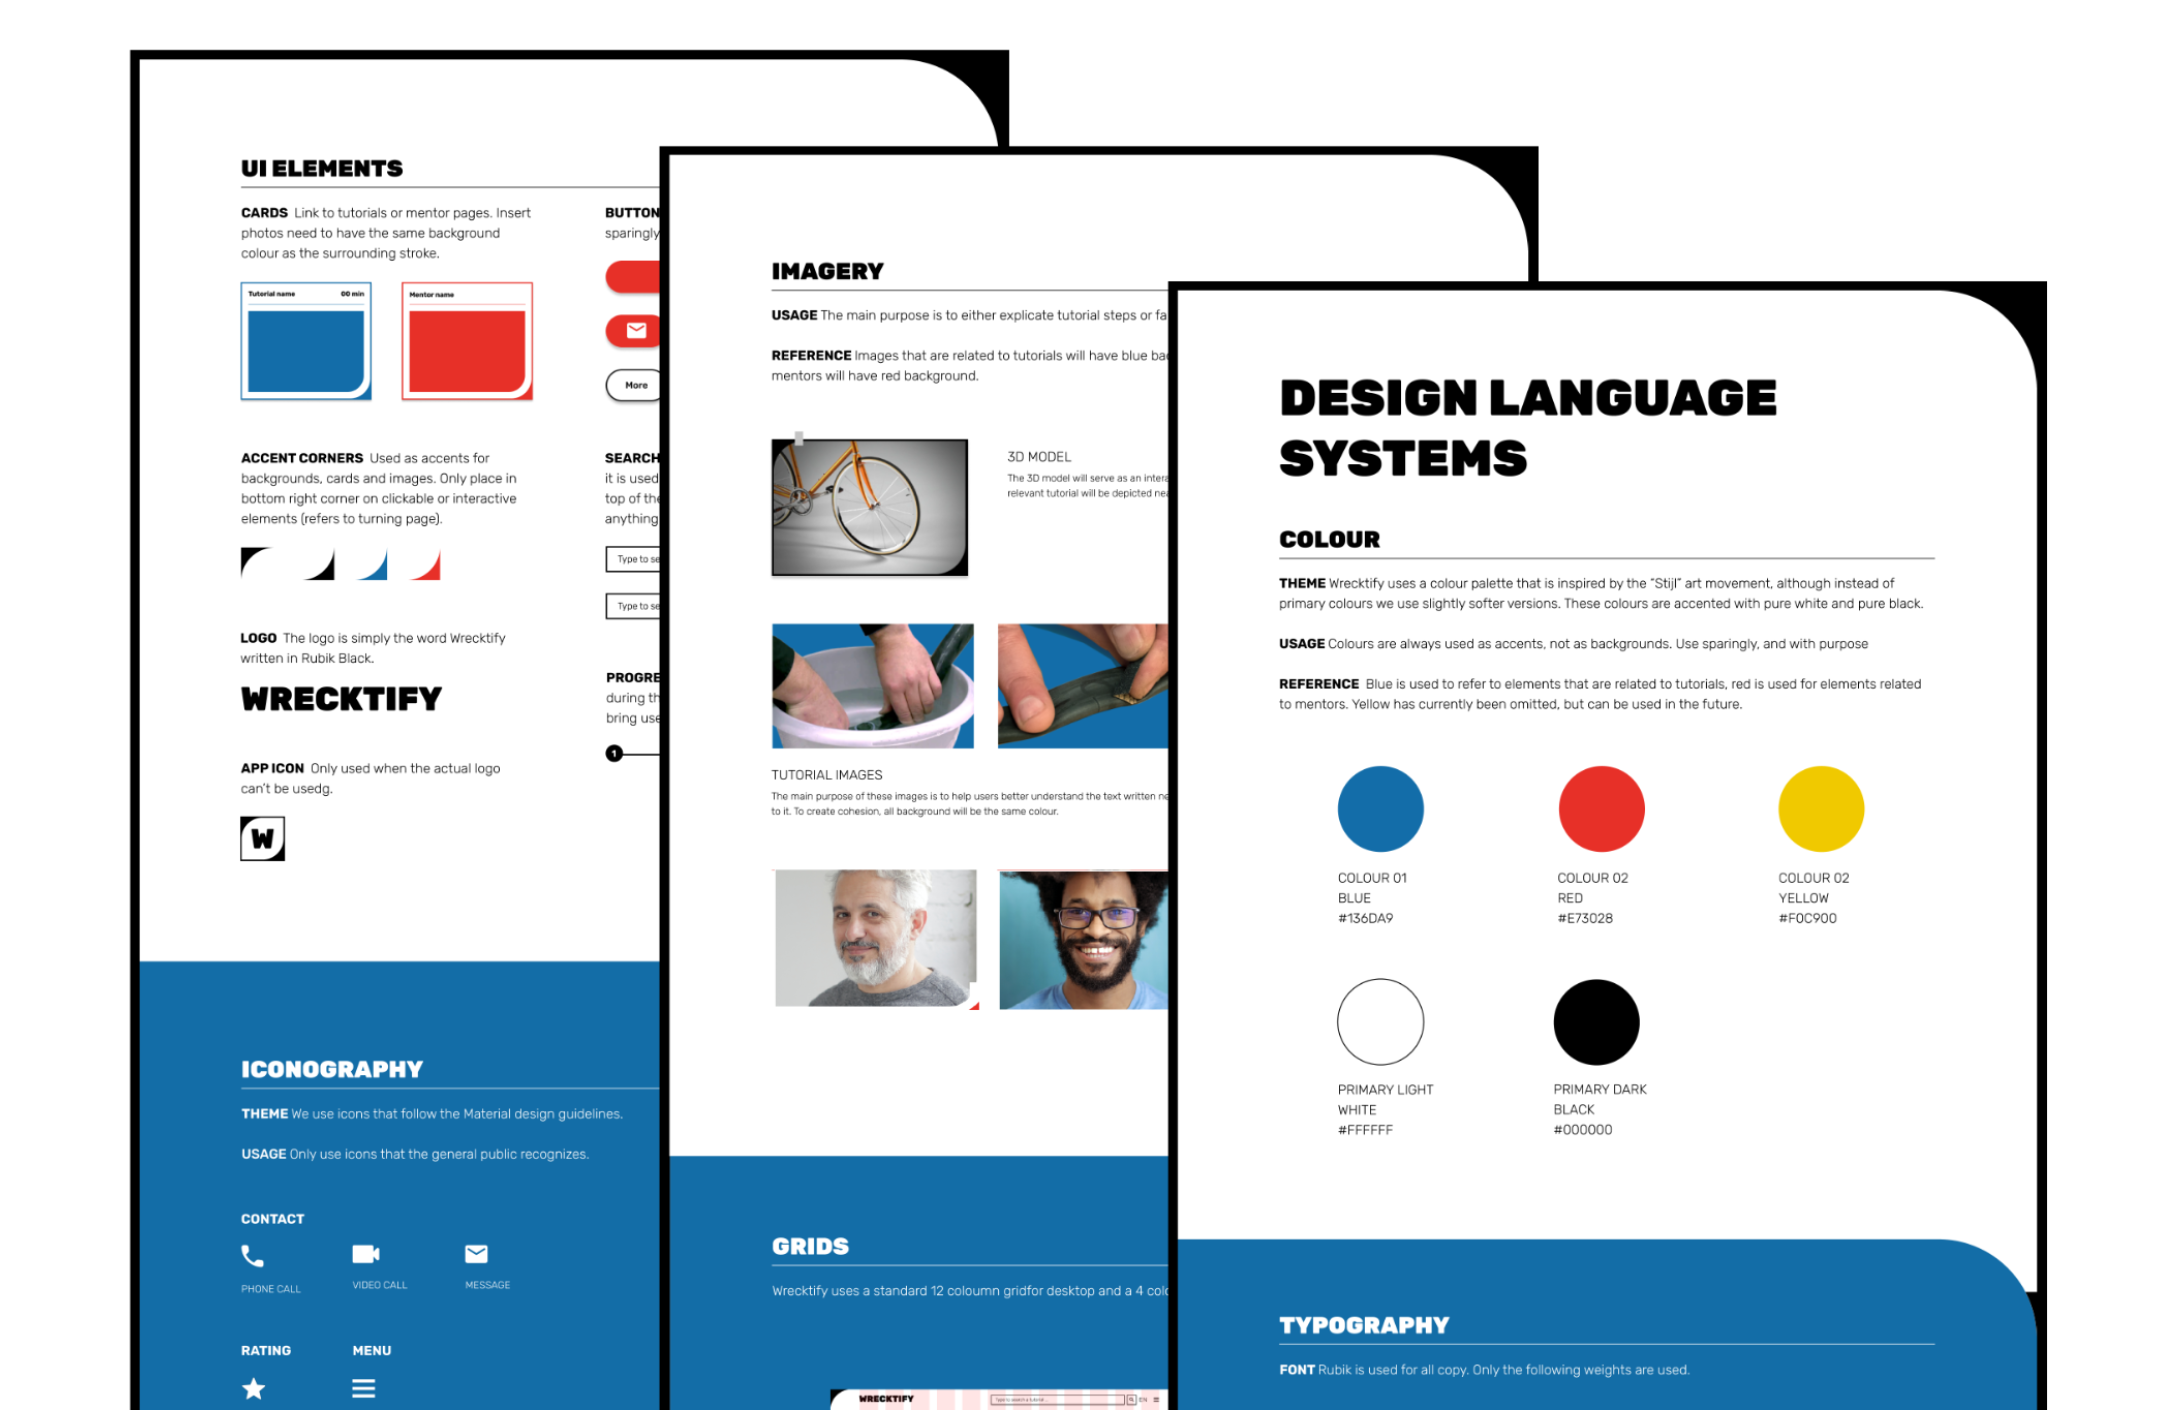 UI ELEMENTS
CARDS Link to tutorials or mentor pages. Insert
photos need to have the same background
colour as the surrounding stroke.
Tutorial name 00 min
Mentor name
ACCENT CORNERS Used as accents for
backgrounds, cards and images. Only place in
bottom right corner on clickable or interactive
elements (refers to turning page).
LOGO The logo is simply the word Wrecktify
written in Rubik Black.
WRECKTIFY
APP ICON Only used when the actual logo
can't be usedg.
W
BUTTON
sparingly
More
SEARCH
it is used
top of the
anything
Type to se
Type to se
PROGRE
during th
bring use
1
ICONOGRAPHY
THEME We use icons that follow the Material design guidelines.
USAGE Only use icons that the general public recognizes.
CONTACT
PHONE CALL VIDEO CALL MESSAGE
RATING MENU
IMAGERY
USAGE The main purpose is to either explicate tutorial steps or fa
REFERENCE Images that are related to tutorials will have blue bac
mentors will have red background.
3D MODEL
The 3D model will serve as an intera
relevant tutorial will be depicted nea
TUTORIAL IMAGES
The main purpose of these images is to help users better understand the text written ne
to it. To create cohesion, all background will be the same colour.
GRIDS
Wrecktify uses a standard 12 coloumn gridfor desktop and a 4 colo
WRECKTIFY EN
DESIGN LANGUAGE
SYSTEMS
COLOUR
THEME Wrecktify uses a colour palette that is inspired by the “Stijl” art movement, although instead of
primary colours we use slightly softer versions. These colours are accented with pure white and pure black.
USAGE Colours are always used as accents, not as backgrounds. Use sparingly, and with purpose
REFERENCE Blue is used to refer to elements that are related to tutorials, red is used for elements related
to mentors. Yellow has currently been omitted, but can be used in the future.
COLOUR 01
BLUE
#136DA9
COLOUR 02
RED
#E73028
COLOUR 02
YELLOW
#F0C900
PRIMARY LIGHT
WHITE
#FFFFFF
PRIMARY DARK
BLACK
#000000
TYPOGRAPHY
FONT Rubik is used for all copy. Only the following weights are used.